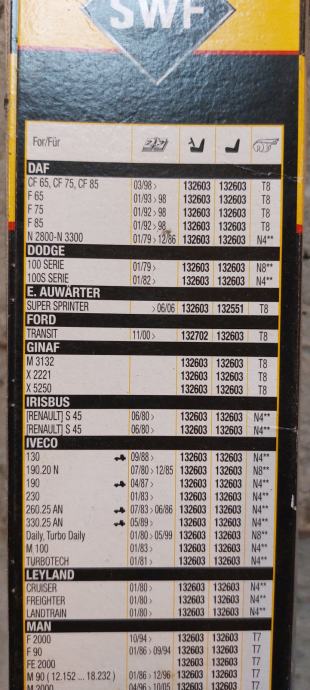 SWF
For/Für
DAF
CF 65, CF 75, CF 85 03/98 > 132603 132603 T8
F 65 01/93 > 98 132603 132603 T8
F 75 01/92 > 98 132603 132603 T8
F 85 01/92 > 98 132603 132603 T8
N 2800-N 3300 01/79 > 12/86 132603 132603 N4**
DODGE
100 SERIE 01/79 > 132603 132603 N8**
100S SERIE 01/82 > 132603 132603 N4**
E. AUWÄRTER
SUPER SPRINTER > 06/06 132603 132551 T8
FORD
TRANSIT 11/00 > 132702 132603 T8
GINAF
M 3132 132603 132603 T8
X 2221 132603 132603 T8
X 5250 132603 132603 T8
IRISBUS
[RENAULT] S 45 06/80 > 132603 132603 N4**
[RENAULT] S 45 06/80 > 132603 132603 N4**
IVECO
130 09/88 > 132603 132603 N4**
190.20 N 07/80 > 12/85 132603 132603 N8**
190 04/87 > 132603 132603 N4**
230 01/83 > 132603 132603 N4**
260.25 AN 07/83 > 06/86 132603 132603 N4**
330.25 AN 05/89 > 132603 132603 N4**
Daily, Turbo Daily 01/80 > 05/99 132603 132603 N8**
M 100 01/83 > 132603 132603 N4**
TURBOTECH 01/81 > 132603 132603 N4**
LEYLAND
CRUISER 01/80 > 132603 132603 N4**
FREIGHTER 01/80 > 132603 132603 N4**
LANDTRAIN 01/80 > 132603 132603 N4**
MAN
F 2000 10/94 > 132603 132603 T7
F 90 01/86 > 09/94 132603 132603 T7
FE 2000 132603 132603 T7
M 90 ( 12.152 ... 18.232 ) 01/86 > 12/96 132603 132603 T7
M 2000 04/96 > 10/05 132603 132603 T7